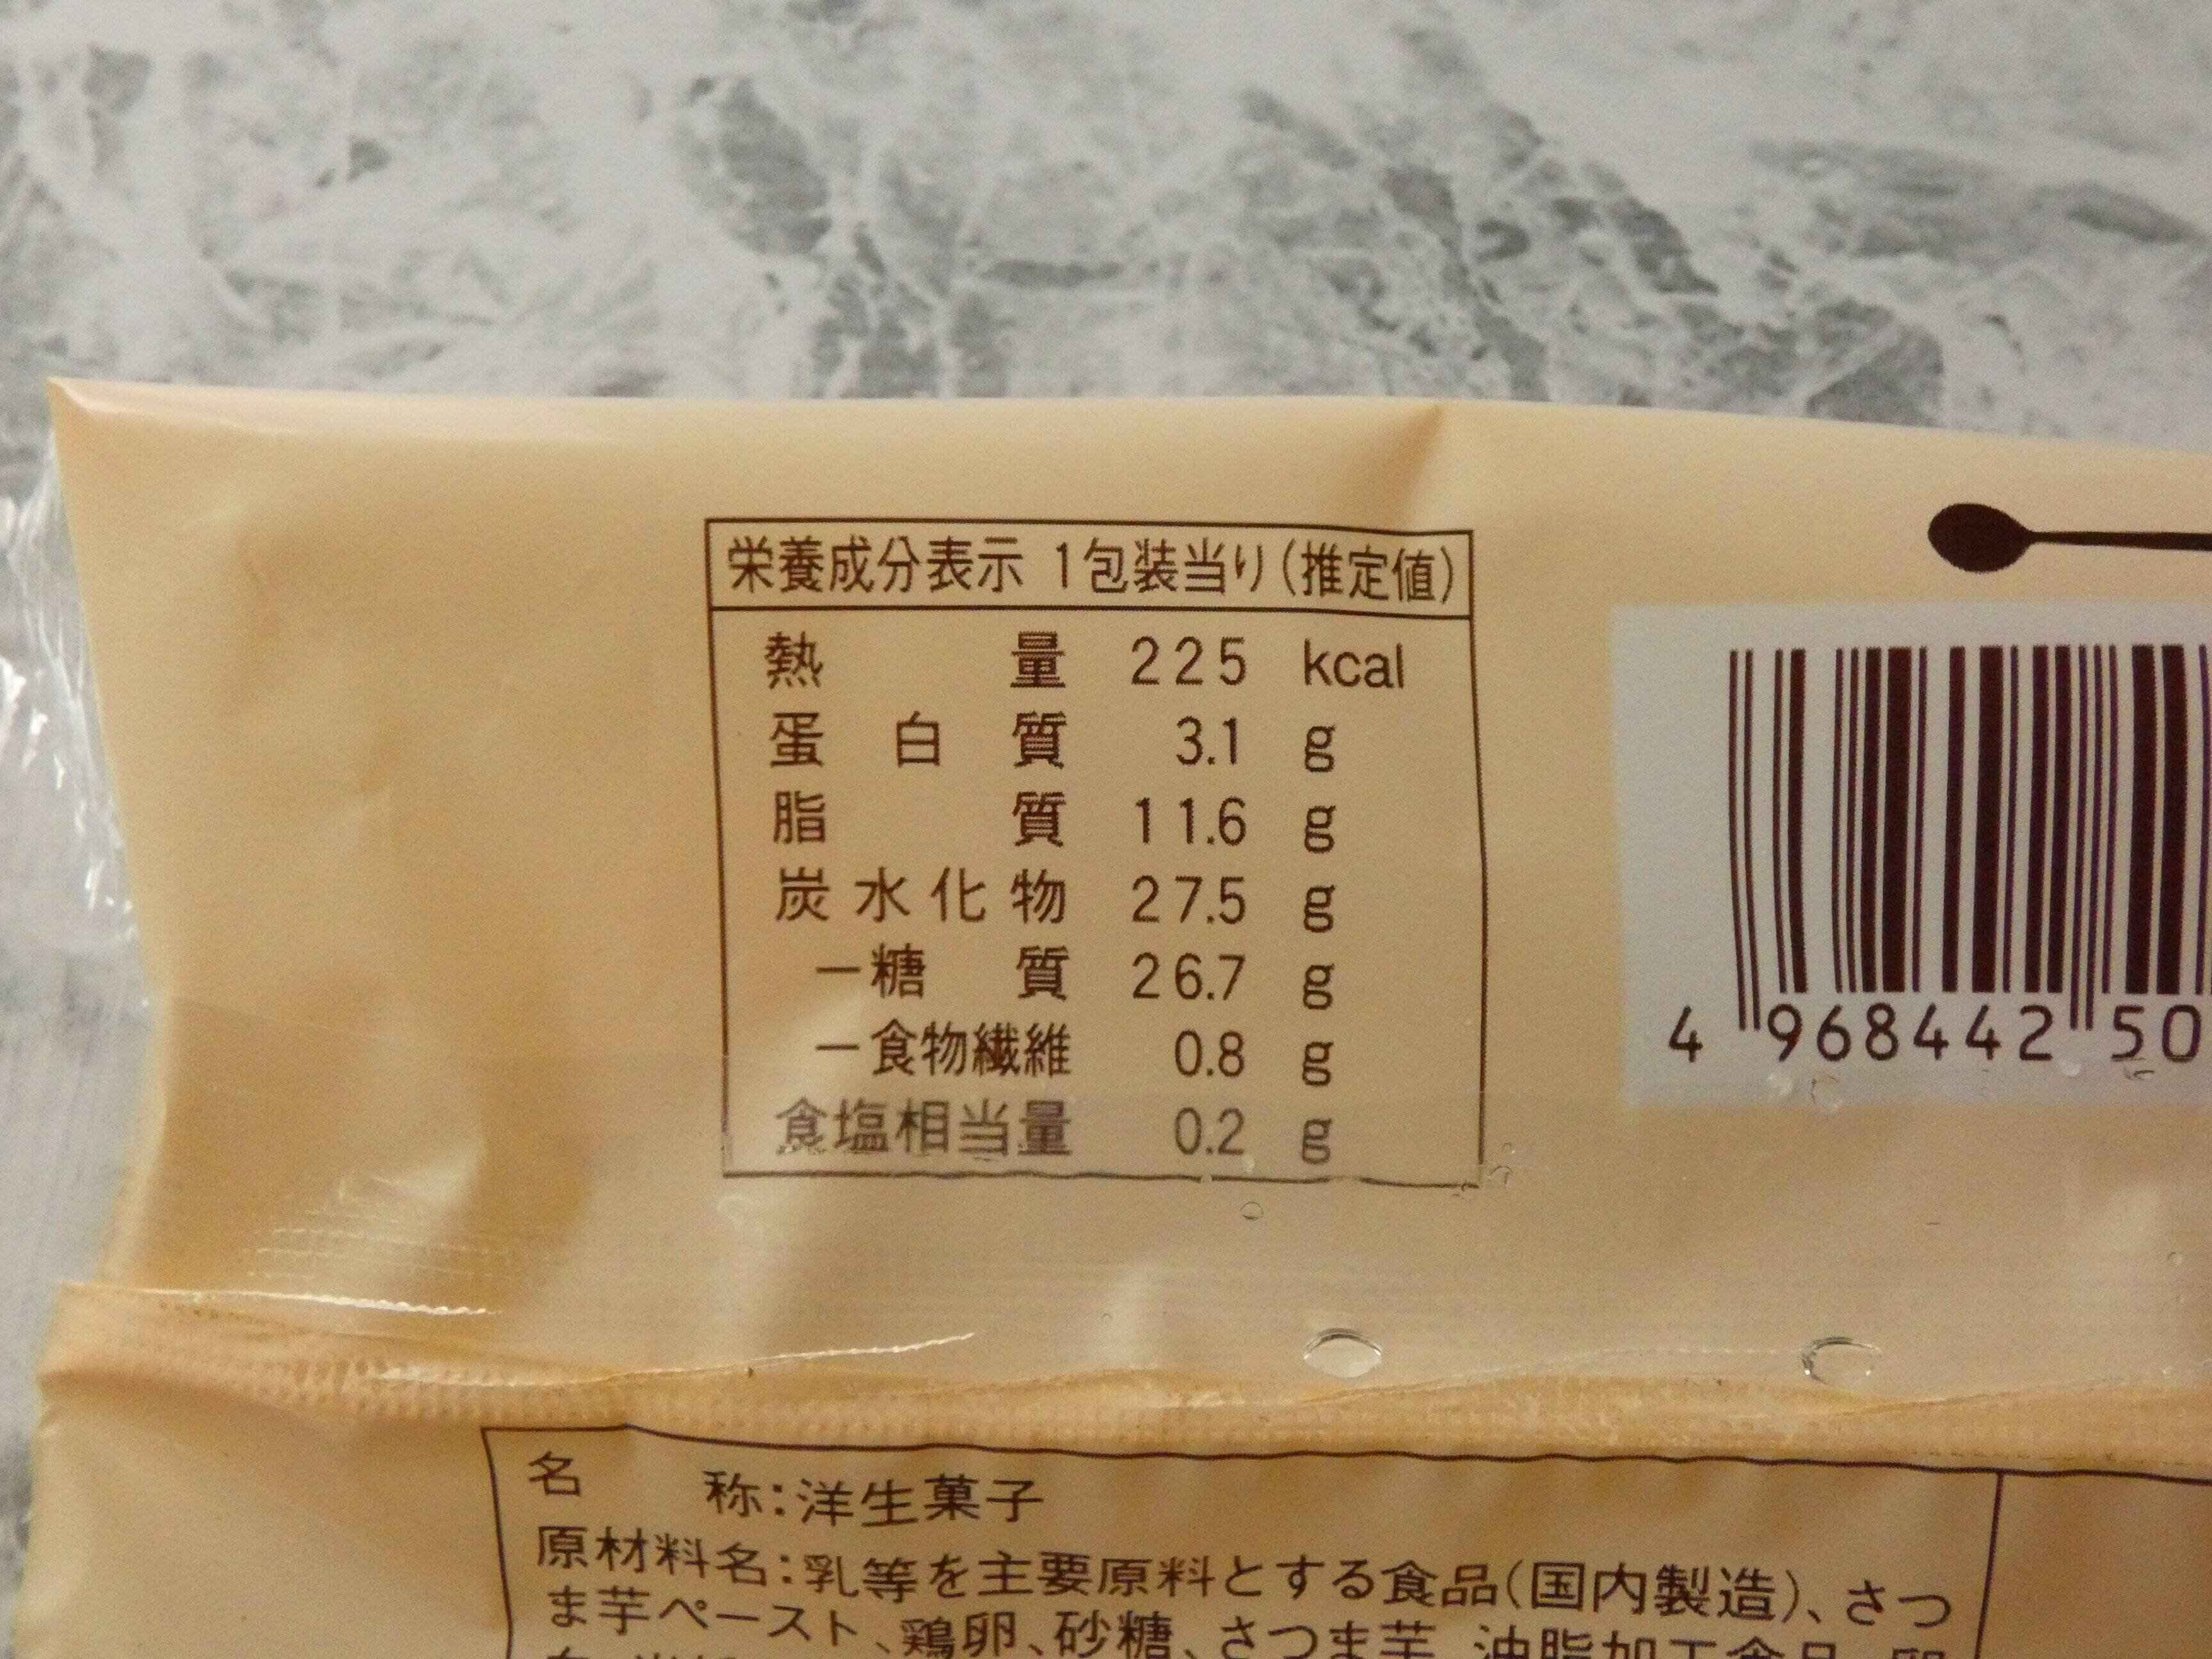 栄養成分表示 1包装当り(推定値)
熱量 225 kcal
蛋白質 3.1 g
脂質 11.6 g
炭水化物 27.5 g
ー糖質 26.7 g
ー食物繊維 0.8 g
食塩相当量 0.2 g
4 968442 50
名称:洋生菓子
原材料名:乳等を主要原料とする食品(国内製造)、さつ
ま芋ペースト、鶏卵、砂糖、さつま芋、油脂加工食品、卵